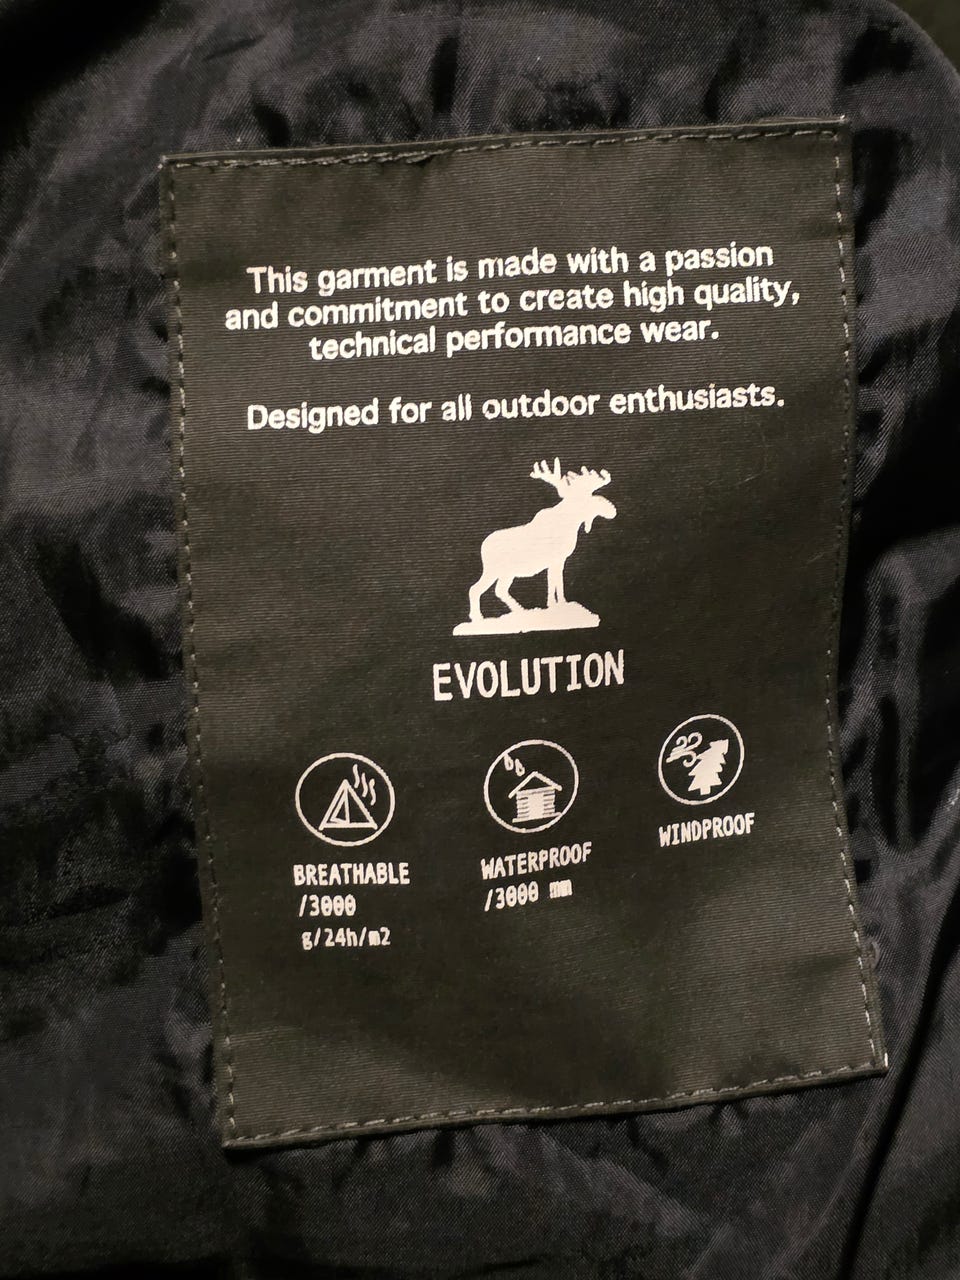 This garment is made with a passion
and commitment to create high quality,
technical performance wear.
Designed for all outdoor enthusiasts.
EVOLUTION
BREATHABLE
/3000
g/24h/m2
WATERPROOF
/3000 mm
WINDPROOF